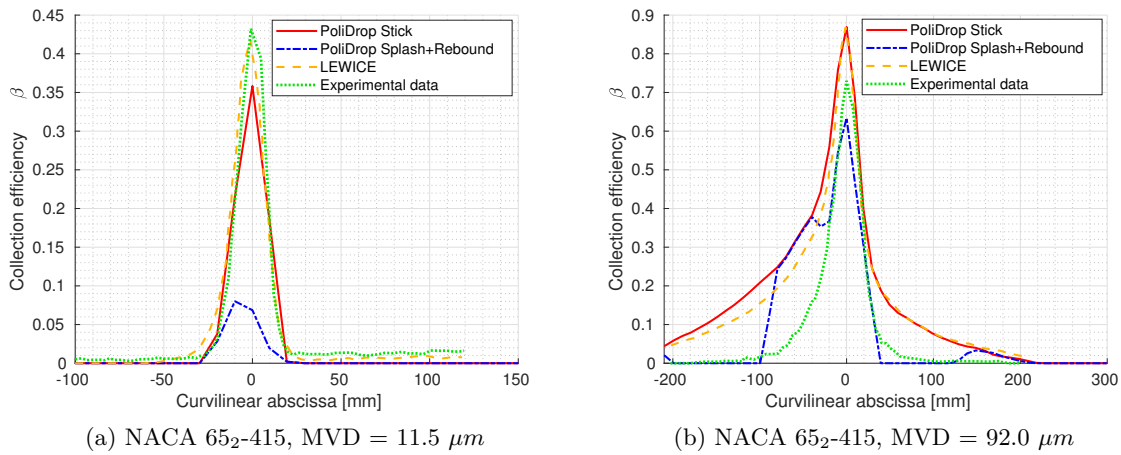 0.45
0.4
0.35
0.3
0.25
0.2
0.15
0.1
0.05
0
-100
-50
0
50
100
150
Collection efficiency β
Curvilinear abscissa [mm]
PoliDrop Stick
PoliDrop Splash+Rebound
LEWICE
Experimental data
(a) NACA 65₂-415, MVD = 11.5 μm
0.9
0.8
0.7
0.6
0.5
0.4
0.3
0.2
0.1
0
-200
-100
0
100
200
300
Collection efficiency β
Curvilinear abscissa [mm]
PoliDrop Stick
PoliDrop Splash+Rebound
LEWICE
Experimental data
(b) NACA 65₂-415, MVD = 92.0 μm